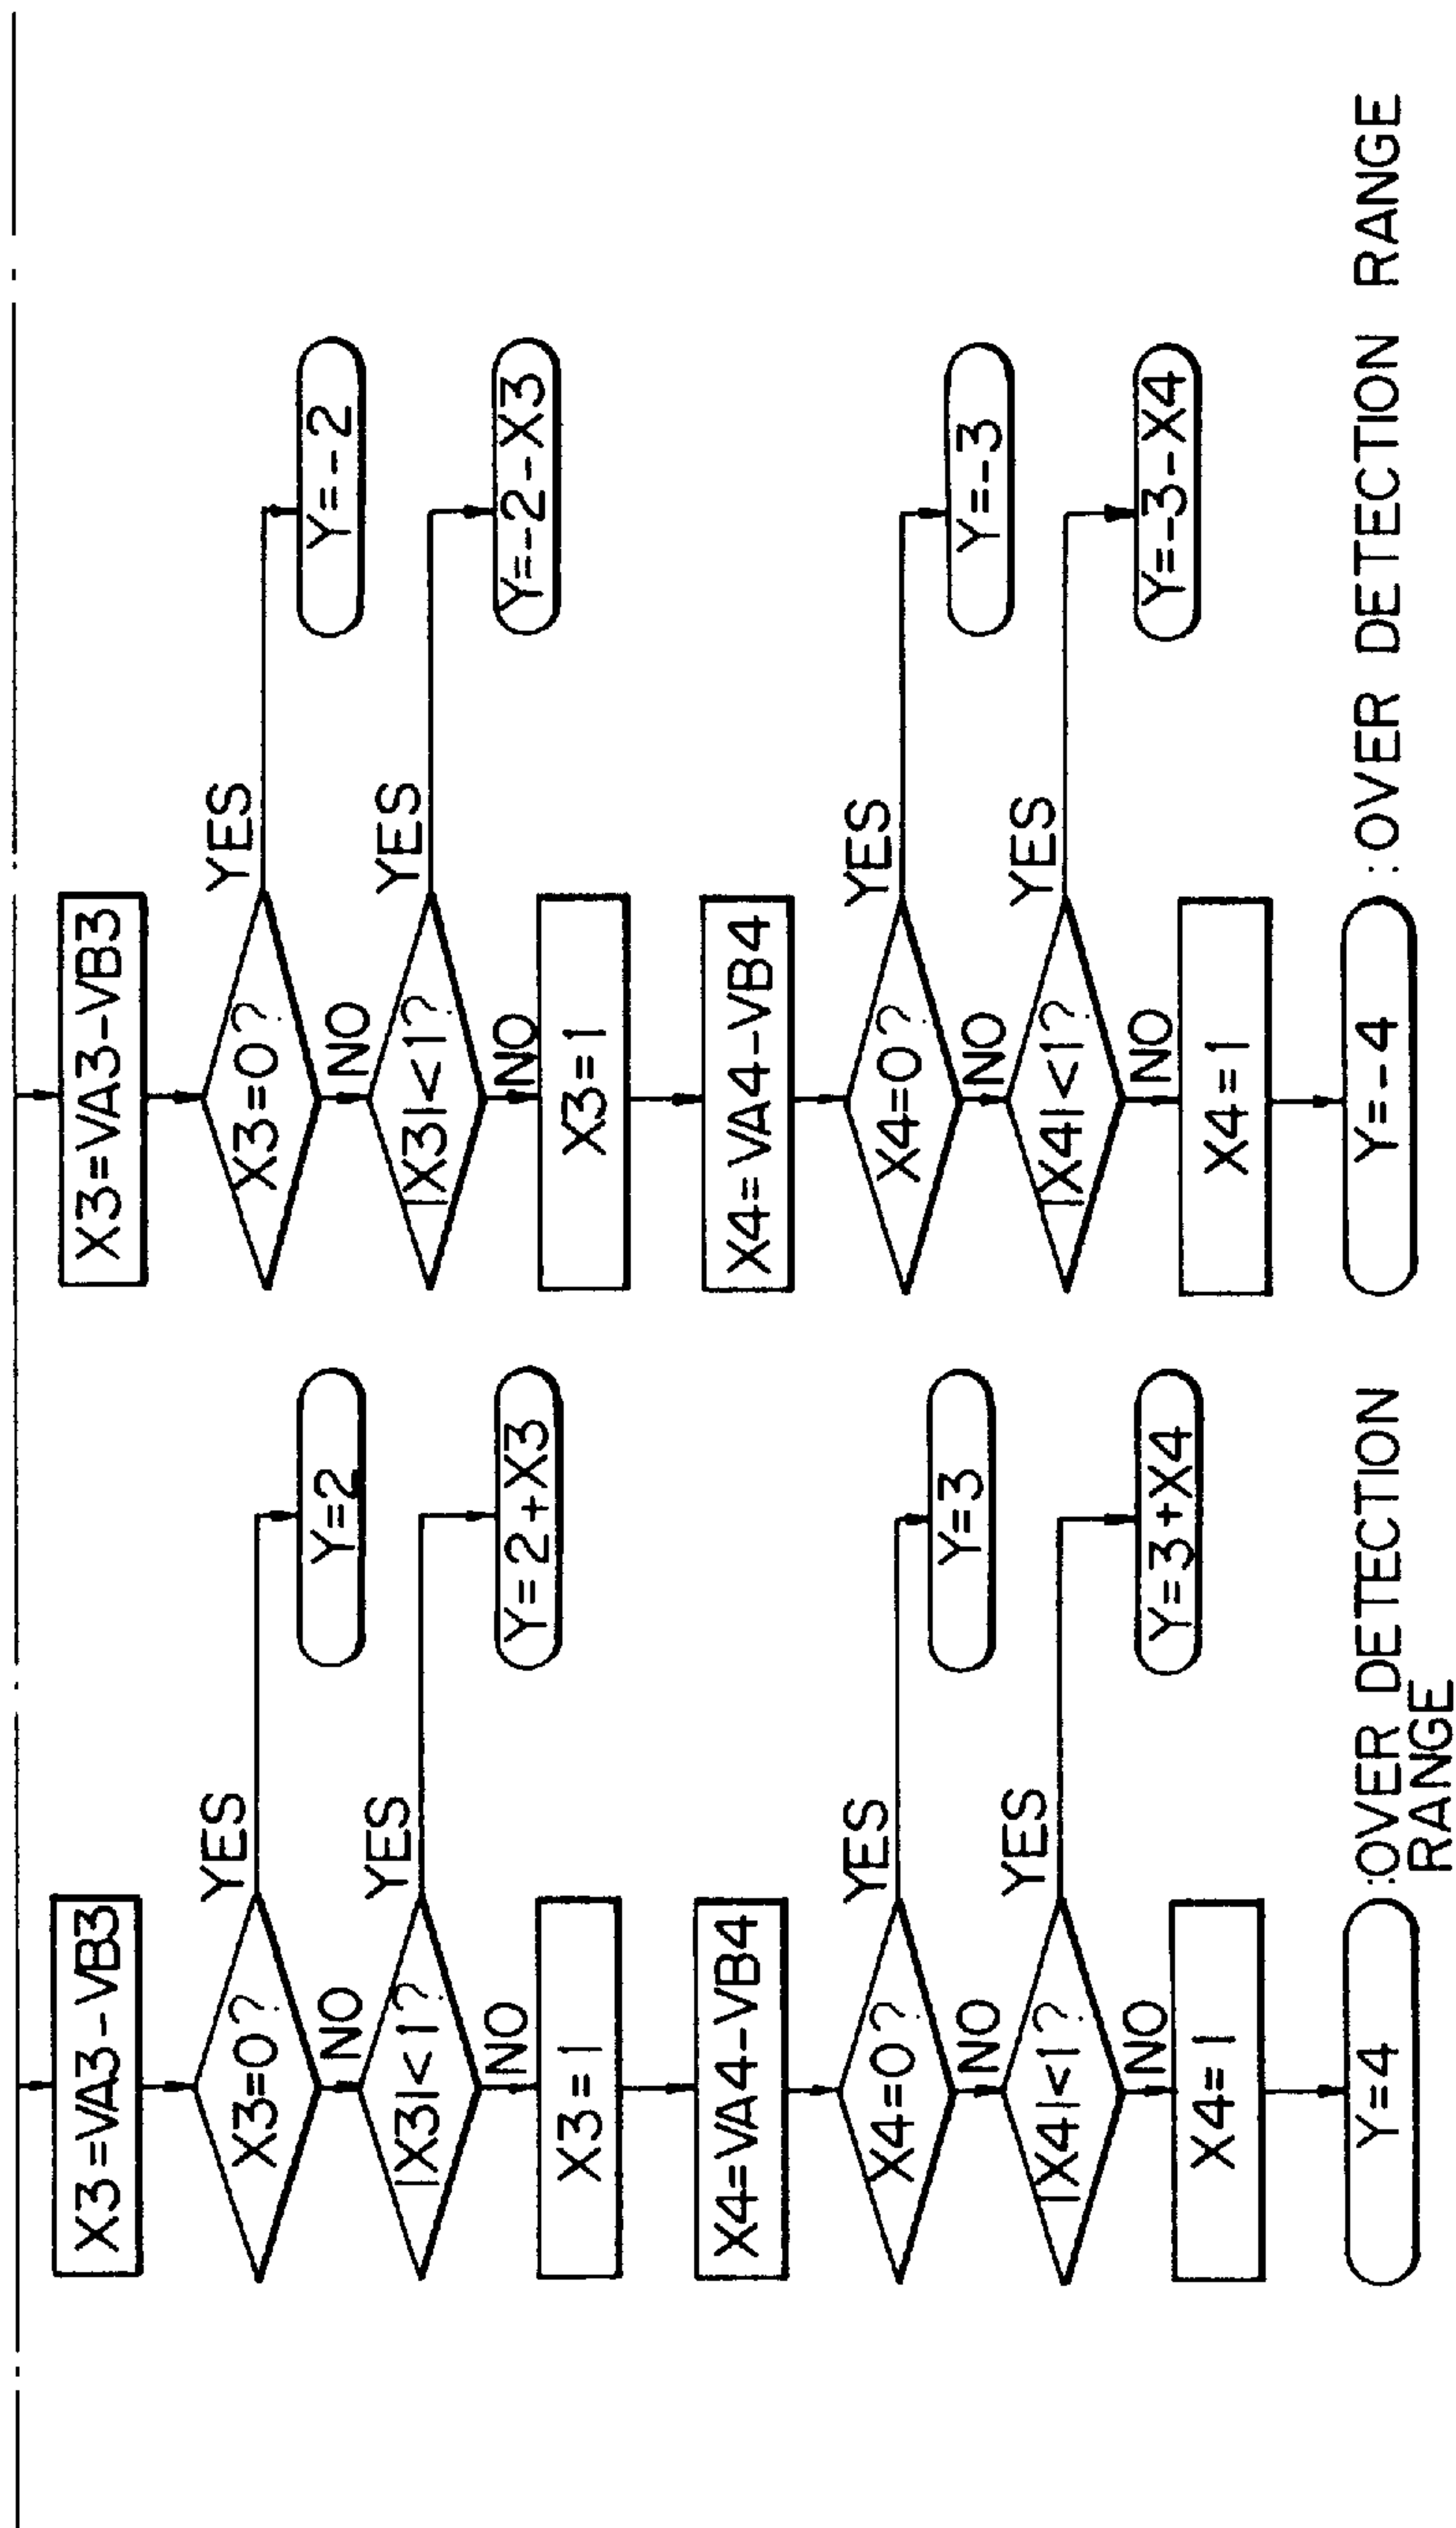 X3=VA3-VB3
X3=0?
YES
Y=2
NO
|X3|<1?
YES
Y=2+X3
NO
X3=1
X4=VA4-VB4
X4=0?
YES
Y=3
NO
|X4|<1?
YES
Y=3+X4
NO
X4=1
Y=4
:OVER DETECTION
RANGE
X3=VA3-VB3
X3=0?
YES
Y=-2
NO
|X3|<1?
YES
Y=-2-X3
NO
X3=1
X4=VA4-VB4
X4=0?
YES
Y=-3
NO
|X4|<1?
YES
Y=-3-X4
NO
X4=1
Y=-4
:OVER DETECTION RANGE